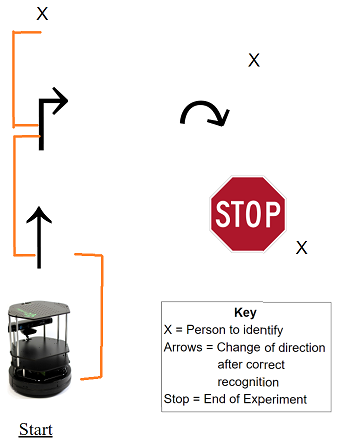 X
X
STOP
X
Key
X = Person to identify
Arrows = Change of direction
after correct
recognition
Stop = End of Experiment
Start